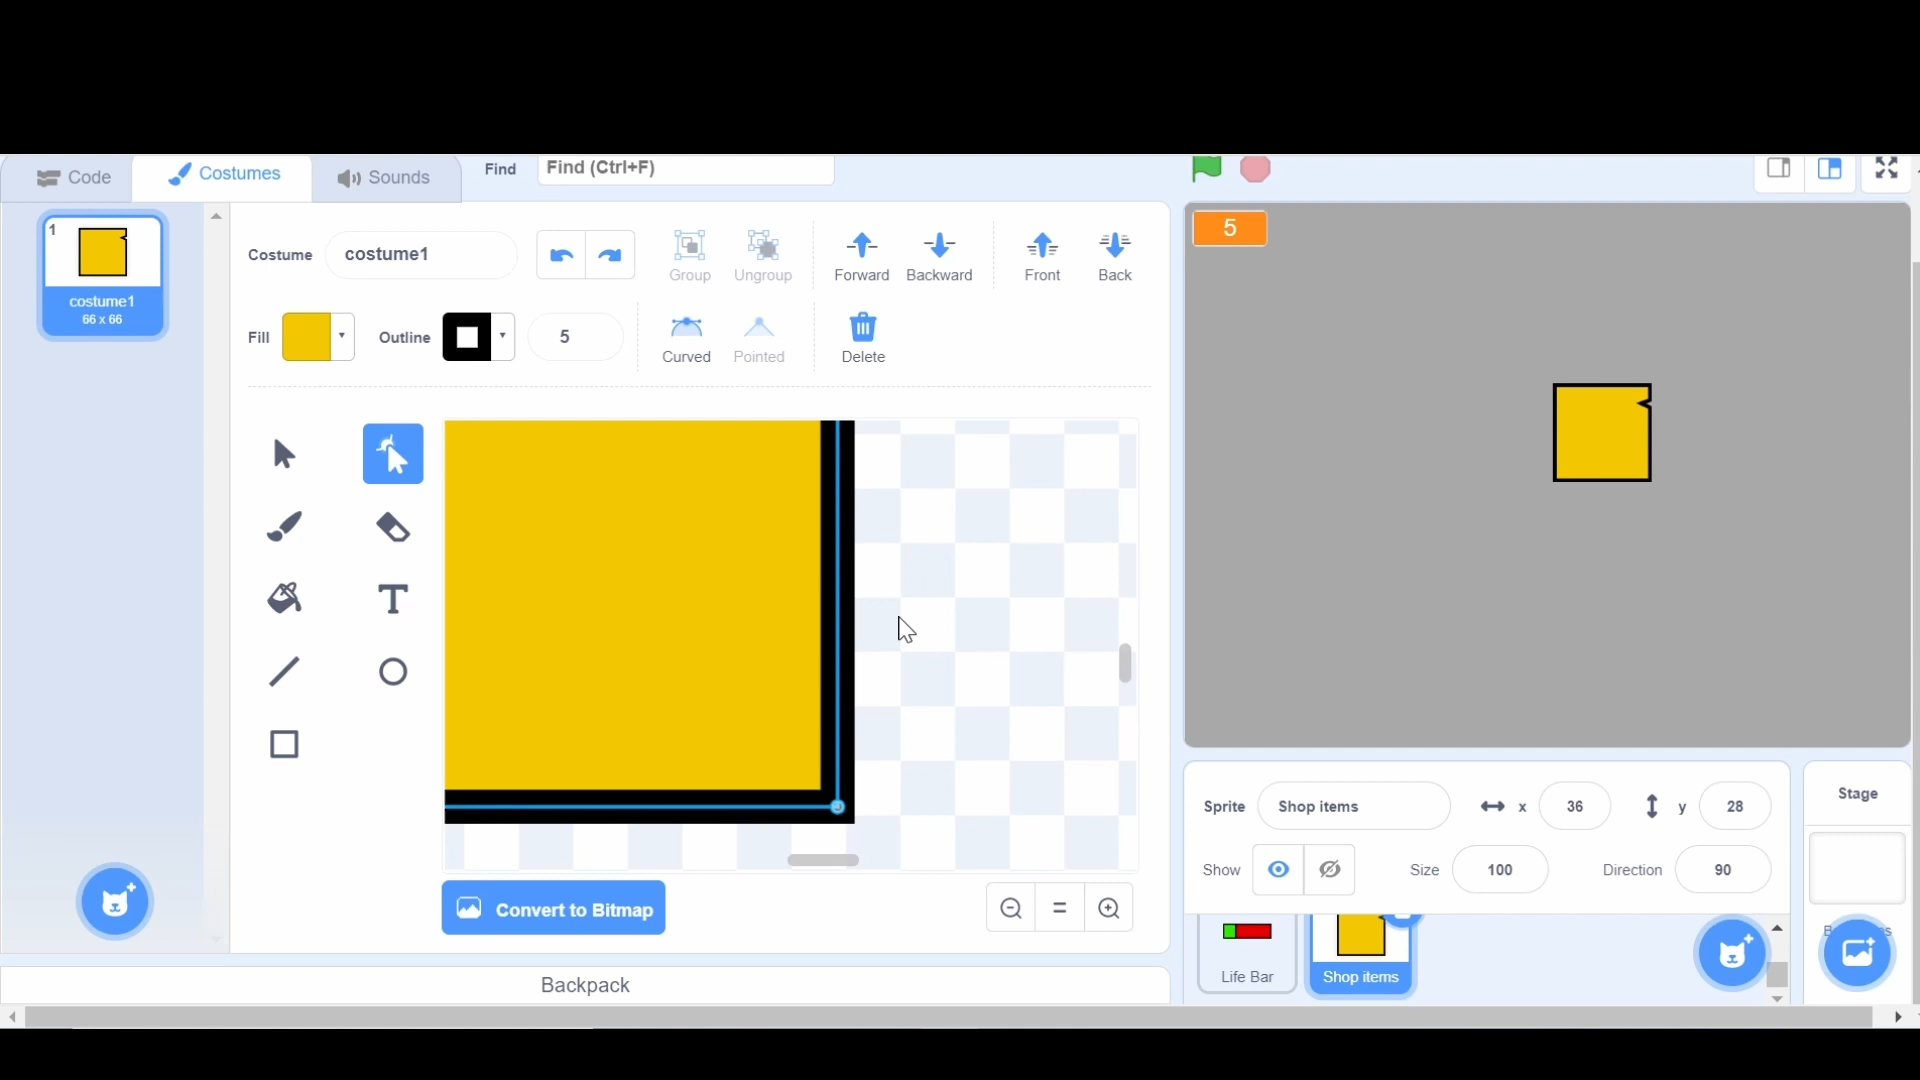 Code
Costumes
Sounds
Find
Find (Ctrl+F)
1
costume1
66 x 66
Costume
costume1
Group
Ungroup
Forward
Backward
Front
Back
Fill
Outline
5
Curved
Pointed
Delete
T
Convert to Bitmap
Backpack
5
Sprite
Shop items
x
36
y
28
Show
Size
100
Direction
90
Stage
Life Bar
Shop items